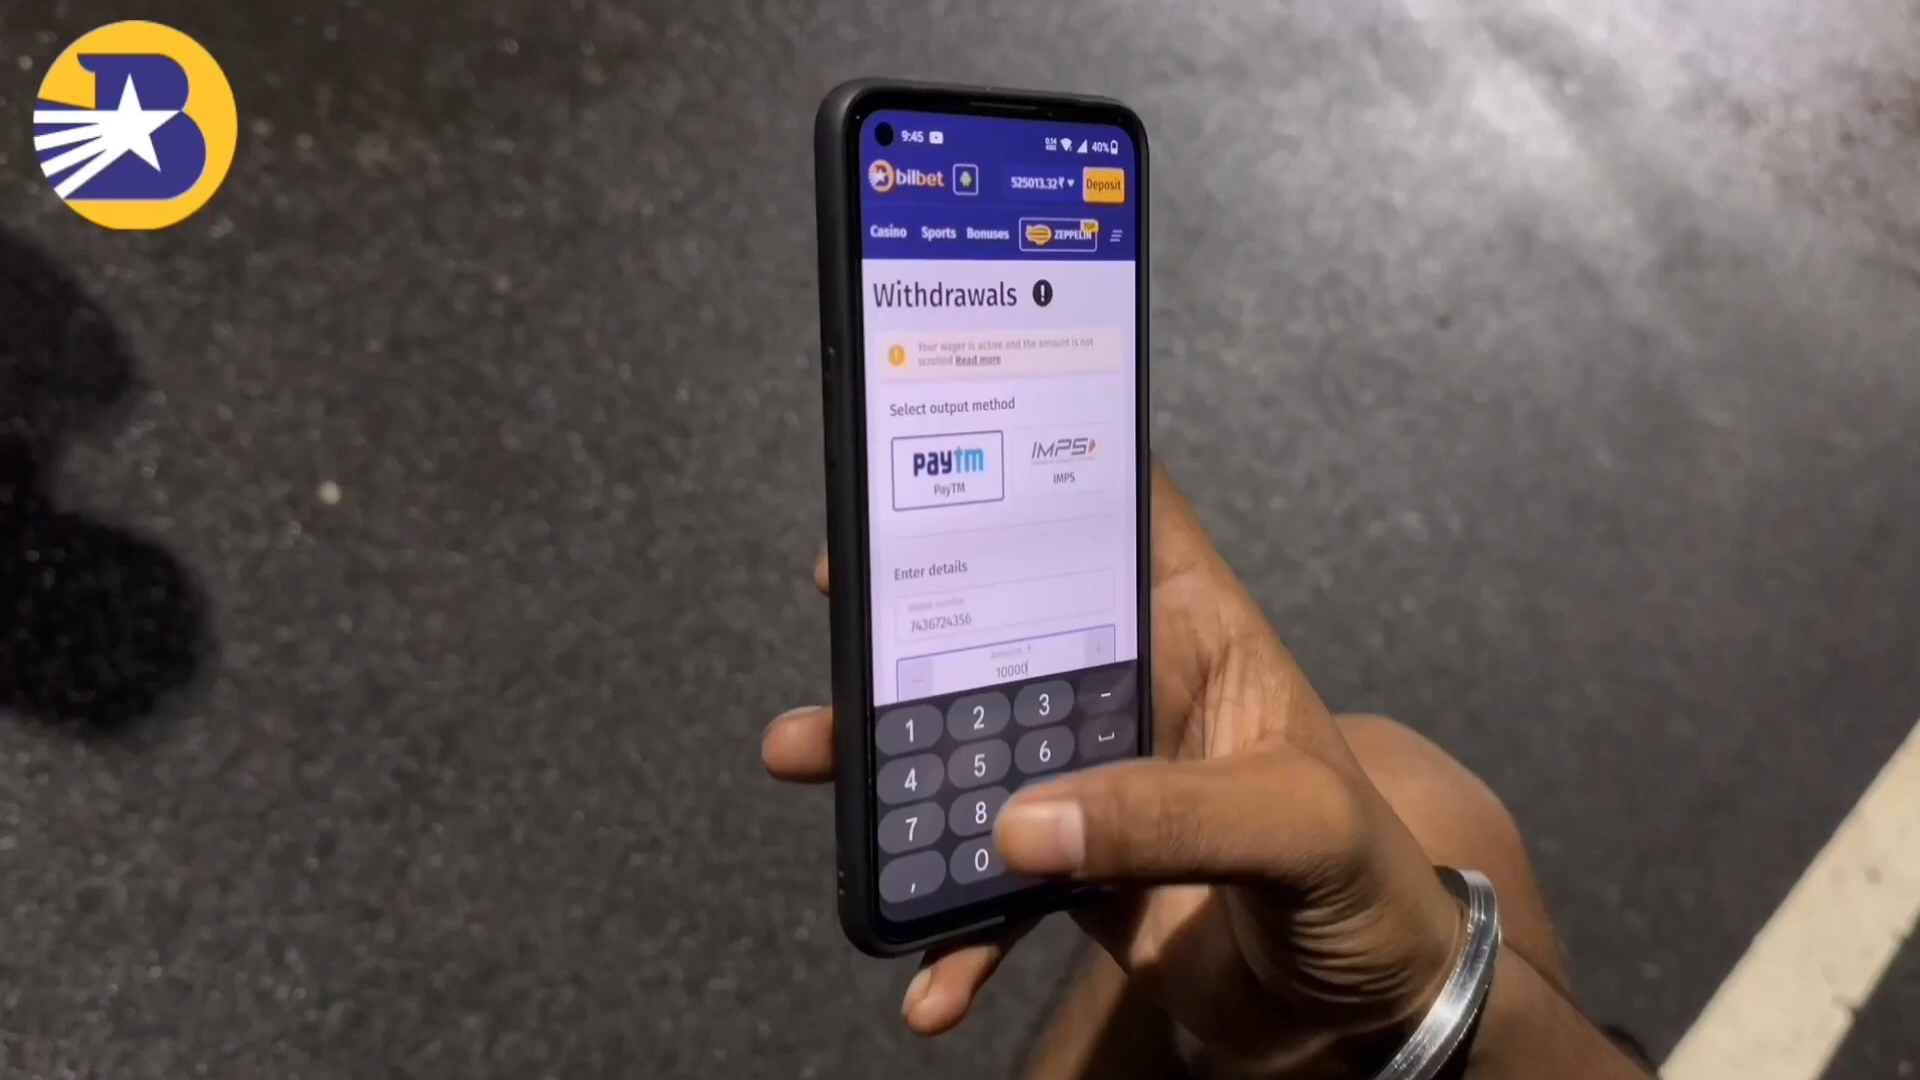 B
9:45
40%
bilbet
525013.32₹
Deposit
Casino Sports Bonuses ZEPPELIN
Withdrawals
Your wager is active and the amount is not
scrolled Read more
Select output method
paytm
PayTM
IMPS
IMPS
Enter details
7436724356
10000
1 2 3 -
4 5 6
7 8
, 0